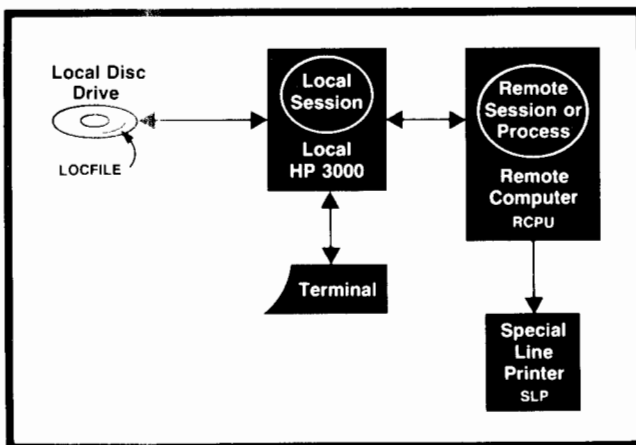 Local Disc
Drive
LOCFILE
Local
Session
Local
HP 3000
Terminal
Remote
Session or
Process
Remote
Computer
RCPU
Special
Line
Printer
SLP